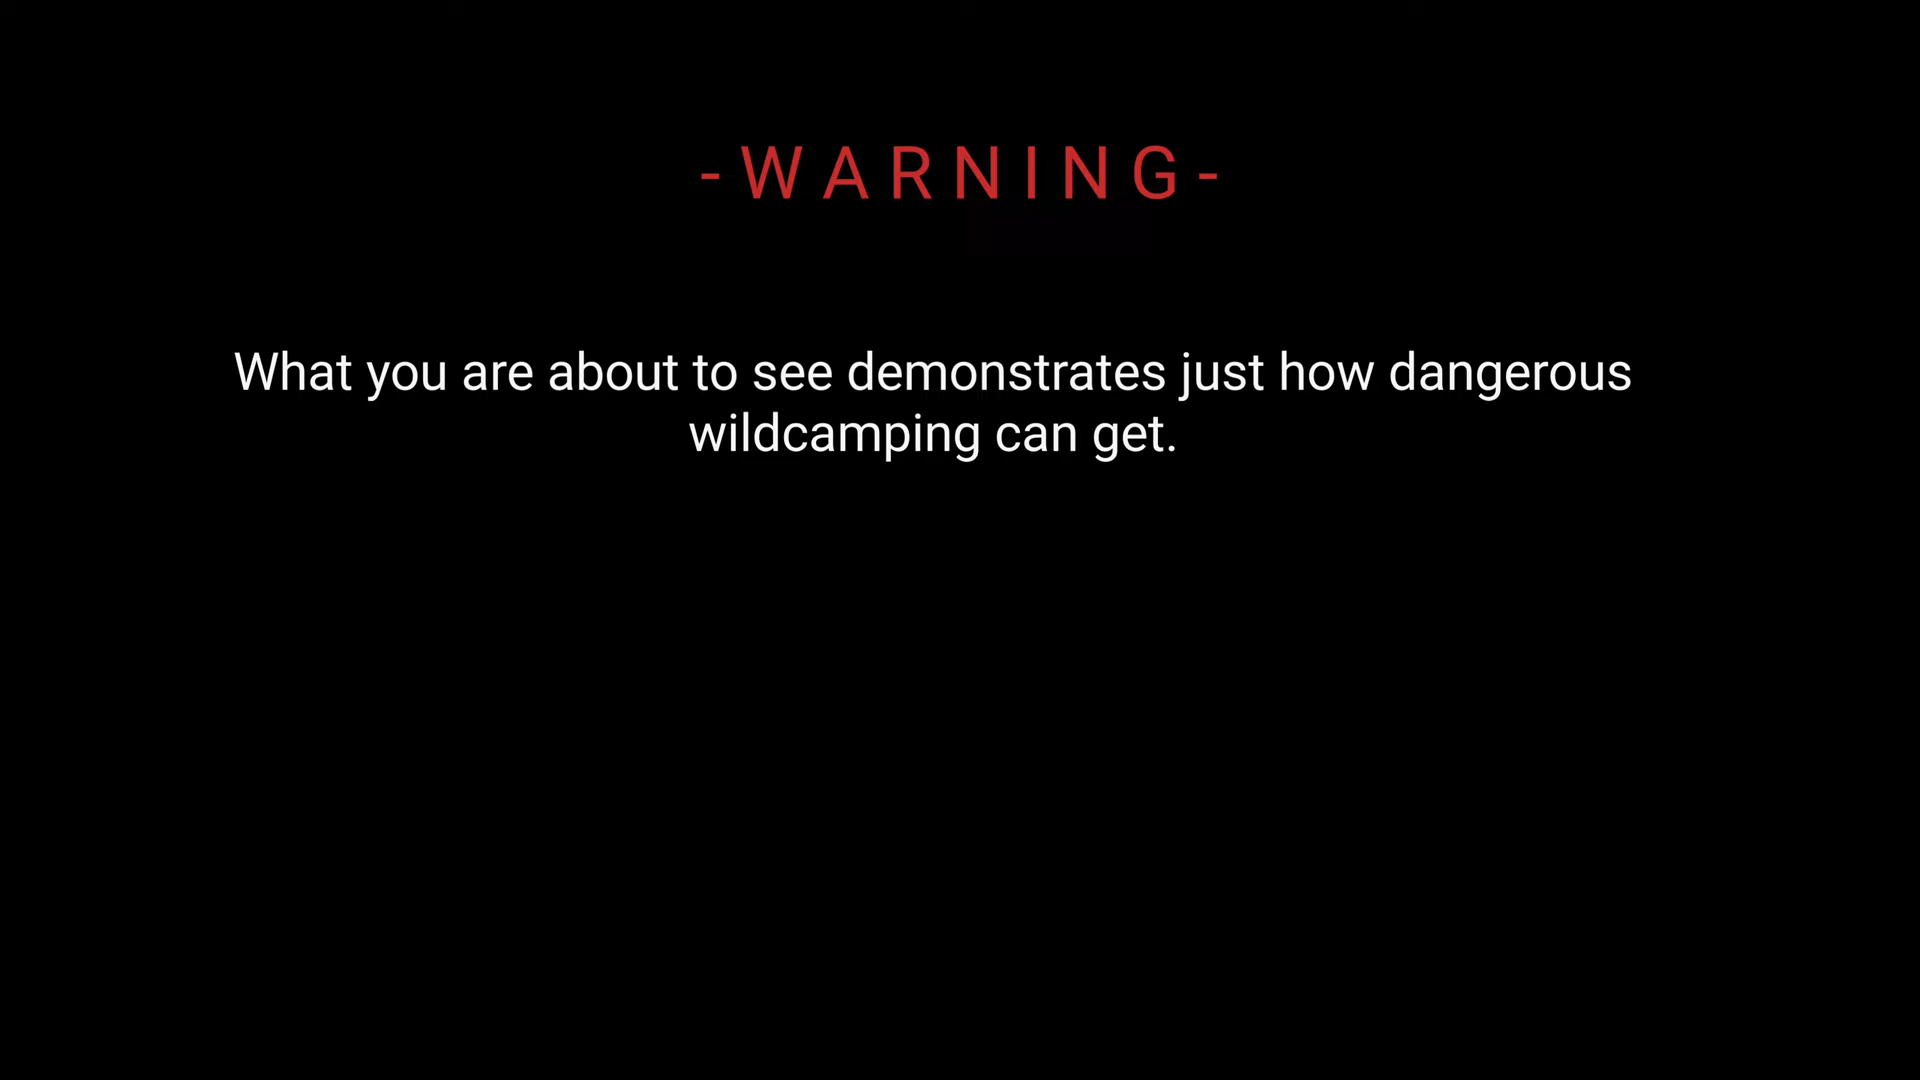 -WARNING-
What you are about to see demonstrates just how dangerous
wildcamping can get.